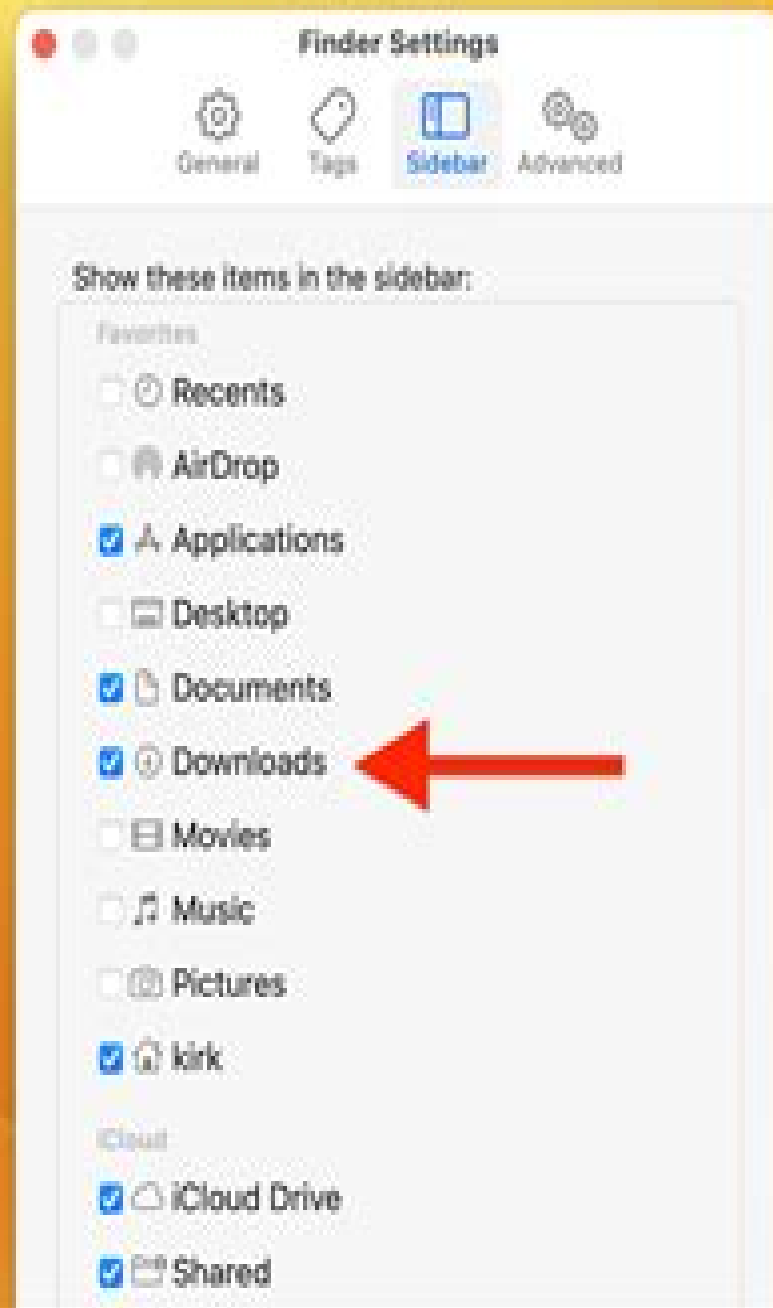 Finder Settings
General Tags Sidebar Advanced
Show these items in the sidebar:
Favorites
Recents
AirDrop
Applications
Desktop
Documents
Downloads
Movies
Music
Pictures
kirk
iCloud
iCloud Drive
Shared